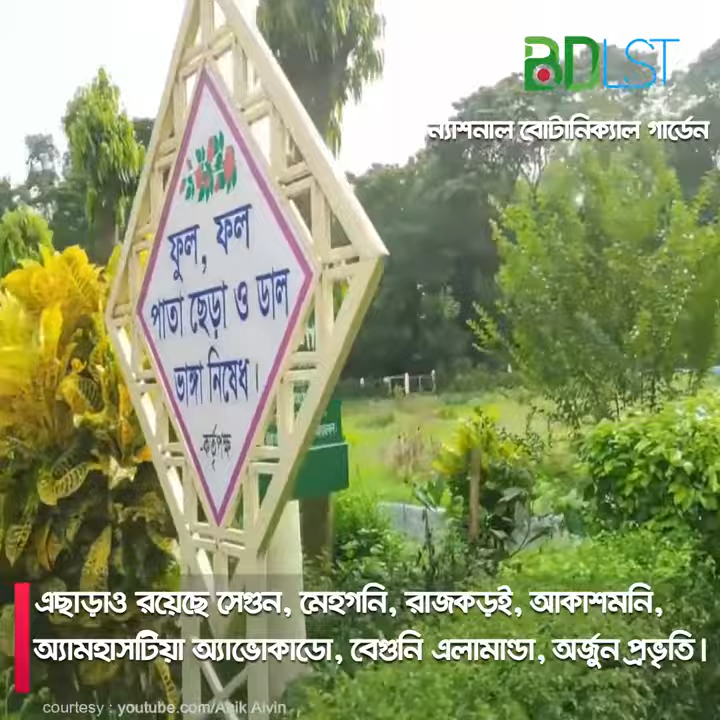 BDLST
ন্যাশনাল বোটানিক্যাল গার্ডেন
ফুল, ফল
পাতা ছেড়া ও ডাল
ভাঙ্গা নিষেধ।
-কর্তৃপক্ষ
এছাড়াও রয়েছে সেগুন, মেহগনি, রাজকড়ই, আকাশমনি,
অ্যামহাসটিয়া অ্যাভোকাডো, বেগুনি এলামান্ডা, অর্জুন প্রভৃতি।
courtesy : youtube.com/Anik Alvin